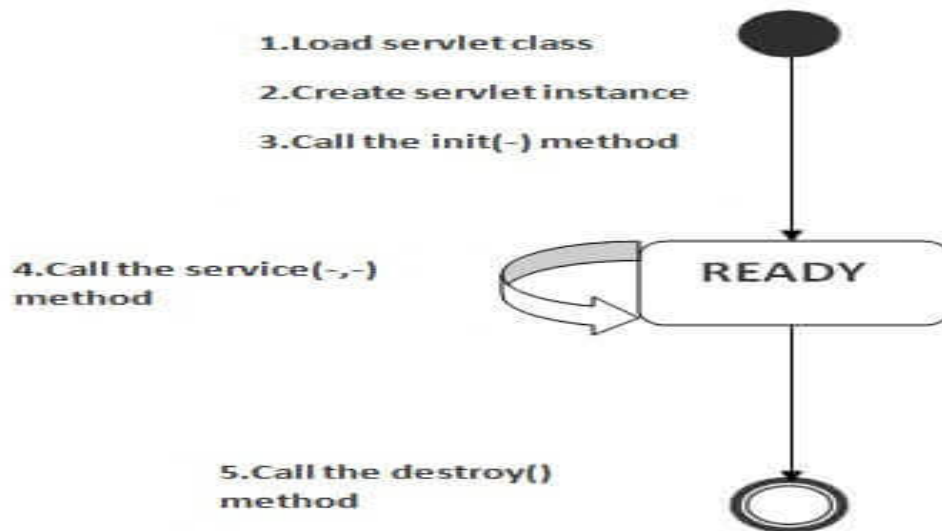 1.Load servlet class
2.Create servlet instance
3.Call the init(-) method
4.Call the service(-,-)
method
READY
5.Call the destroy()
method